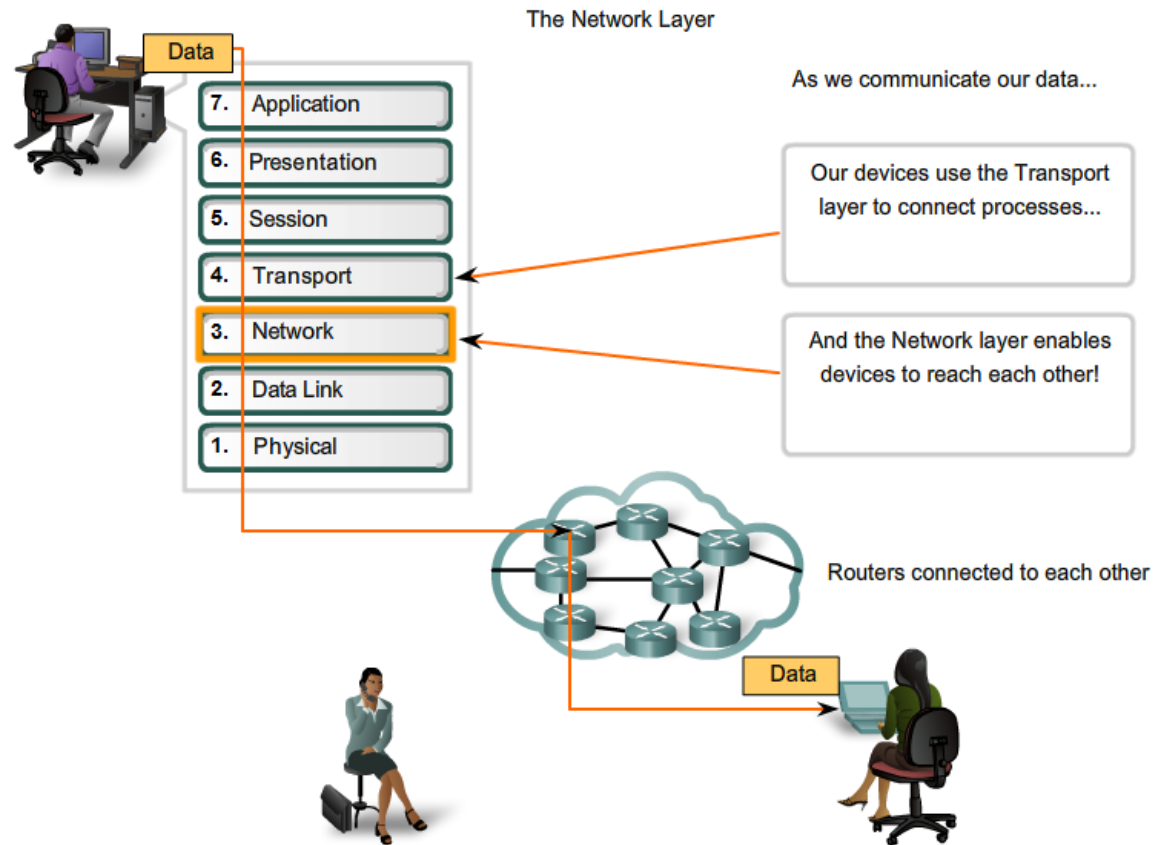 The Network Layer
Data
As we communicate our data...
7. Application
6. Presentation
5. Session
4. Transport
3. Network
2. Data Link
1. Physical
Our devices use the Transport
layer to connect processes...
And the Network layer enables
devices to reach each other!
Routers connected to each other
Data